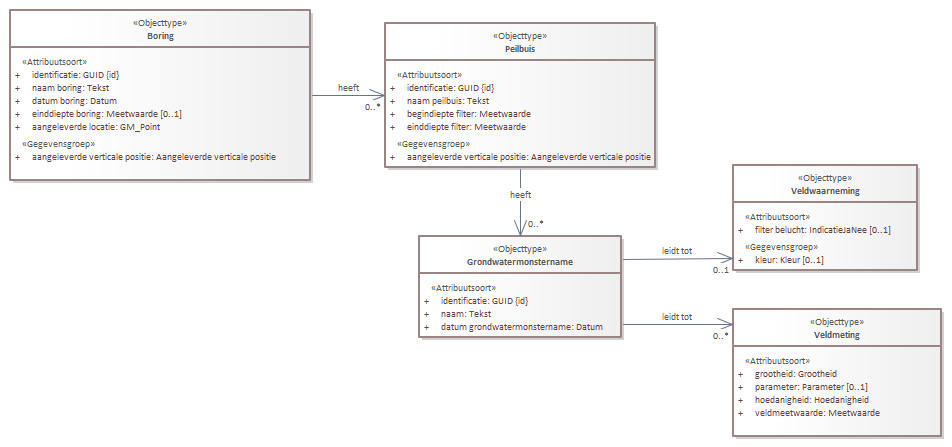 «Objecttype»
Boring
«Attribuutsoort»
+ identificatie: GUID {id}
+ naam boring: Tekst
+ datum boring: Datum
+ einddiepte boring: Meetwaarde [0..1]
+ aangeleverde locatie: GM_Point
«Gegevensgroep»
+ aangeleverde verticale positie: Aangeleverde verticale positie
heeft
0..*
«Objecttype»
Peilbuis
«Attribuutsoort»
+ identificatie: GUID {id}
+ naam peilbuis: Tekst
+ begindiepte filter: Meetwaarde
+ einddiepte filter: Meetwaarde
«Gegevensgroep»
+ aangeleverde verticale positie: Aangeleverde verticale positie
heeft
0..*
«Objecttype»
Grondwatermonstername
«Attribuutsoort»
+ identificatie: GUID {id}
+ naam: Tekst
+ datum grondwatermonstername: Datum
leidt tot
0..1
«Objecttype»
Veldwaarneming
«Attribuutsoort»
+ filter belucht: IndicatieJaNee [0..1]
«Gegevensgroep»
+ kleur: Kleur [0..1]
leidt tot
0..*
«Objecttype»
Veldmeting
«Attribuutsoort»
+ grootheid: Grootheid
+ parameter: Parameter [0..1]
+ hoedanigheid: Hoedanigheid
+ veldmeetwaarde: Meetwaarde